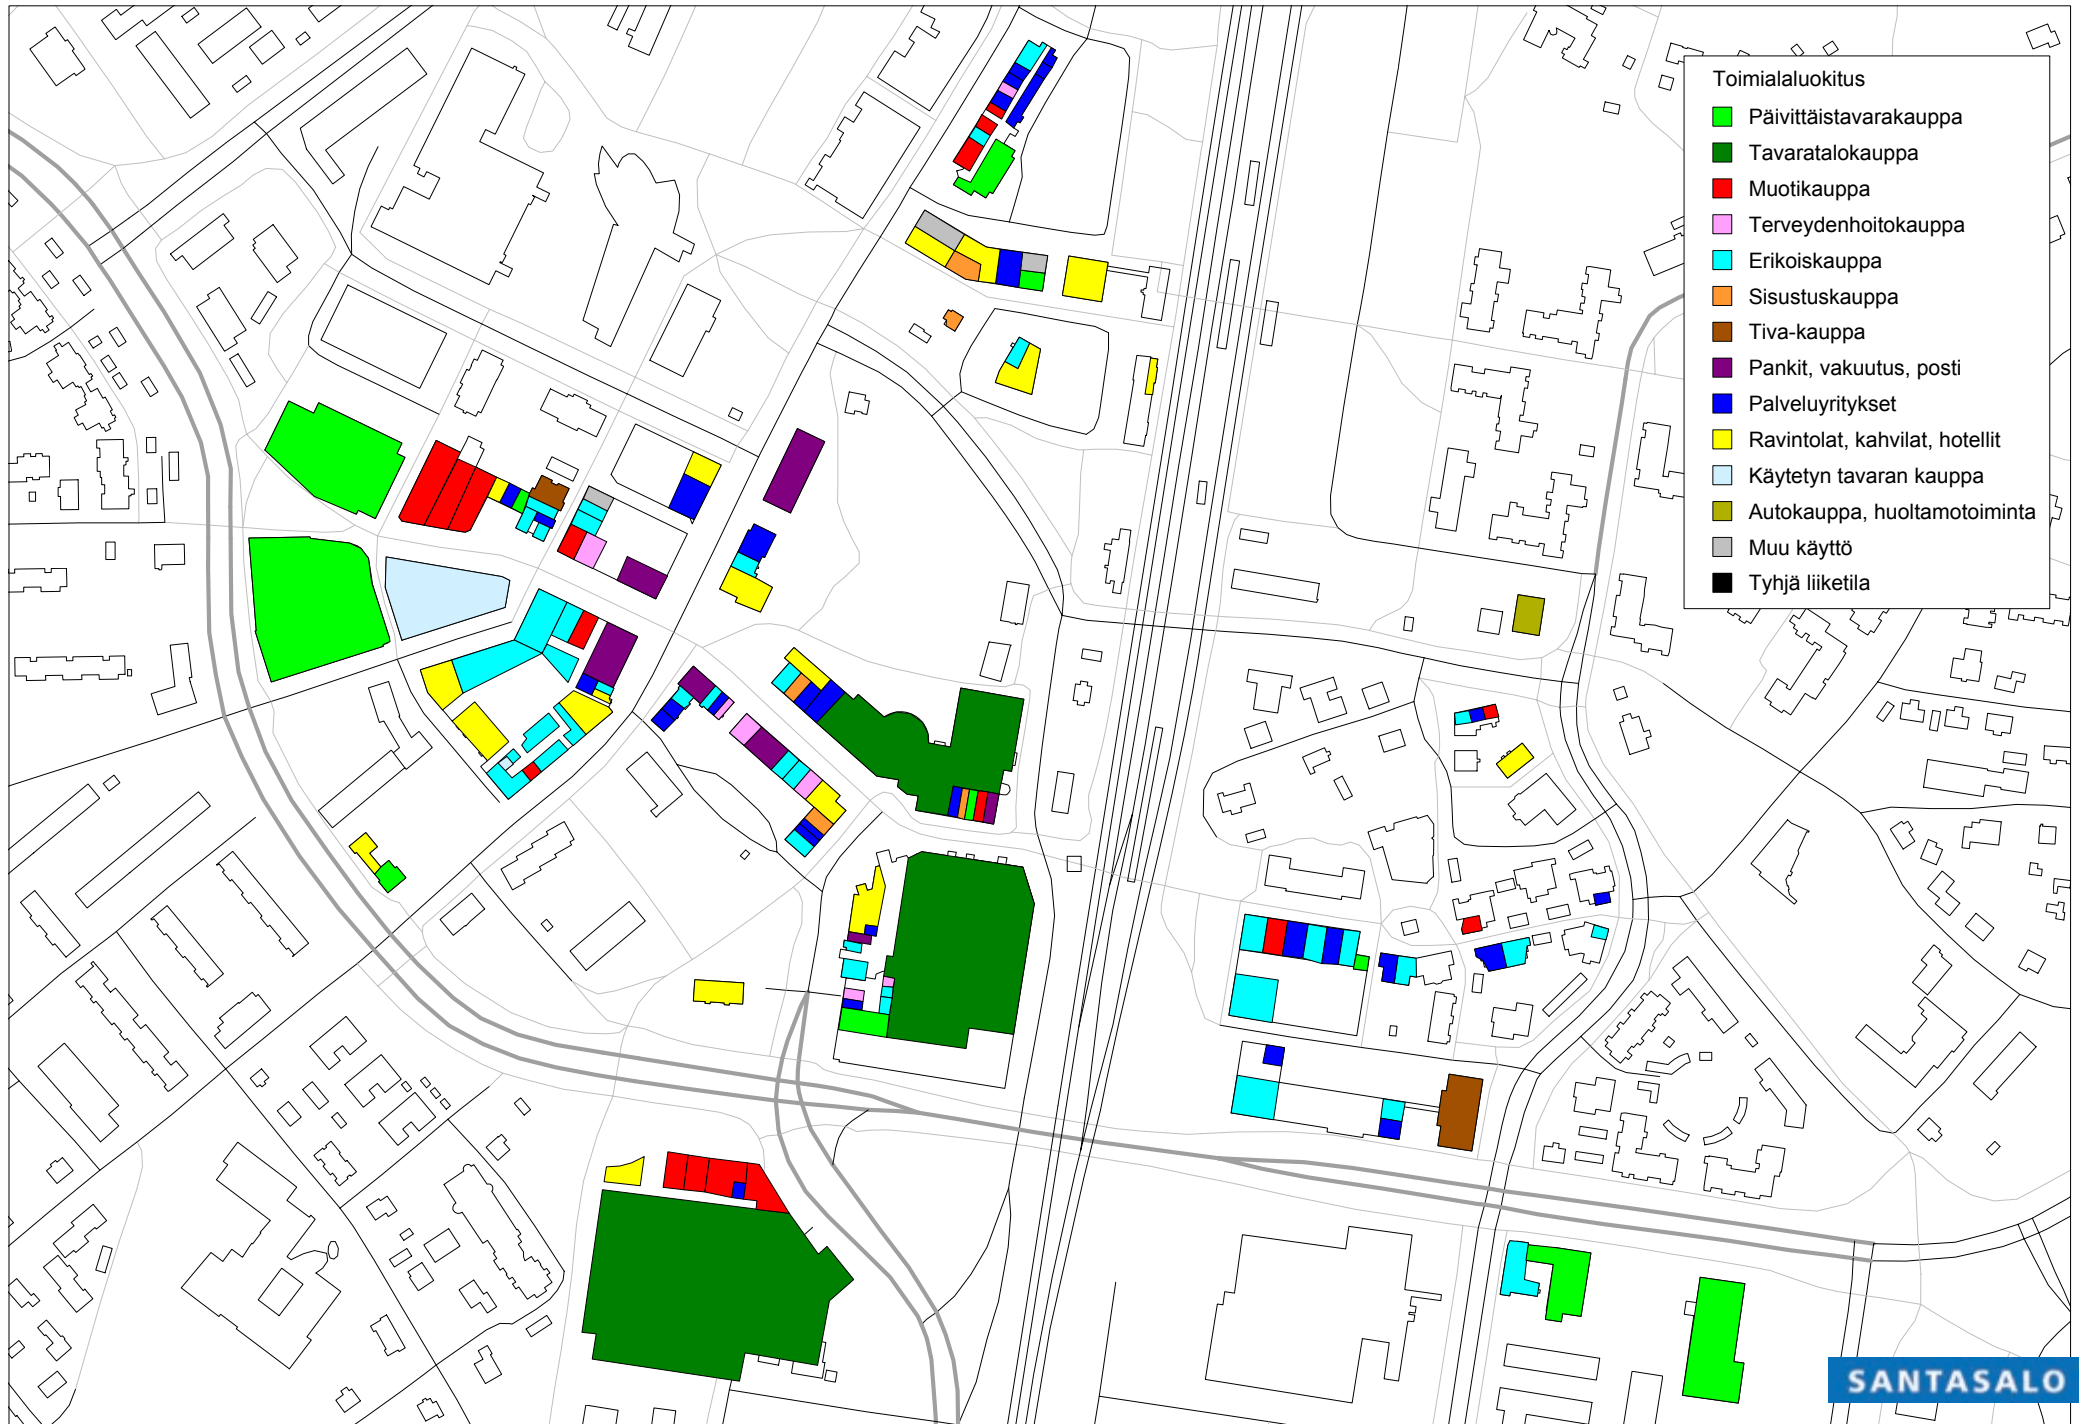 Toimialaluokitus
Päivittäistavarakauppa
Tavaratalokauppa
Muotikauppa
Terveydenhoitokauppa
Erikoiskauppa
Sisustuskauppa
Tiva-kauppa
Pankit, vakuutus, posti
Palveluyritykset
Ravintolat, kahvilat, hotellit
Käytetyn tavaran kauppa
Autokauppa, huoltamotoiminta
Muu käyttö
Tyhjä liiketila
SANTASALO